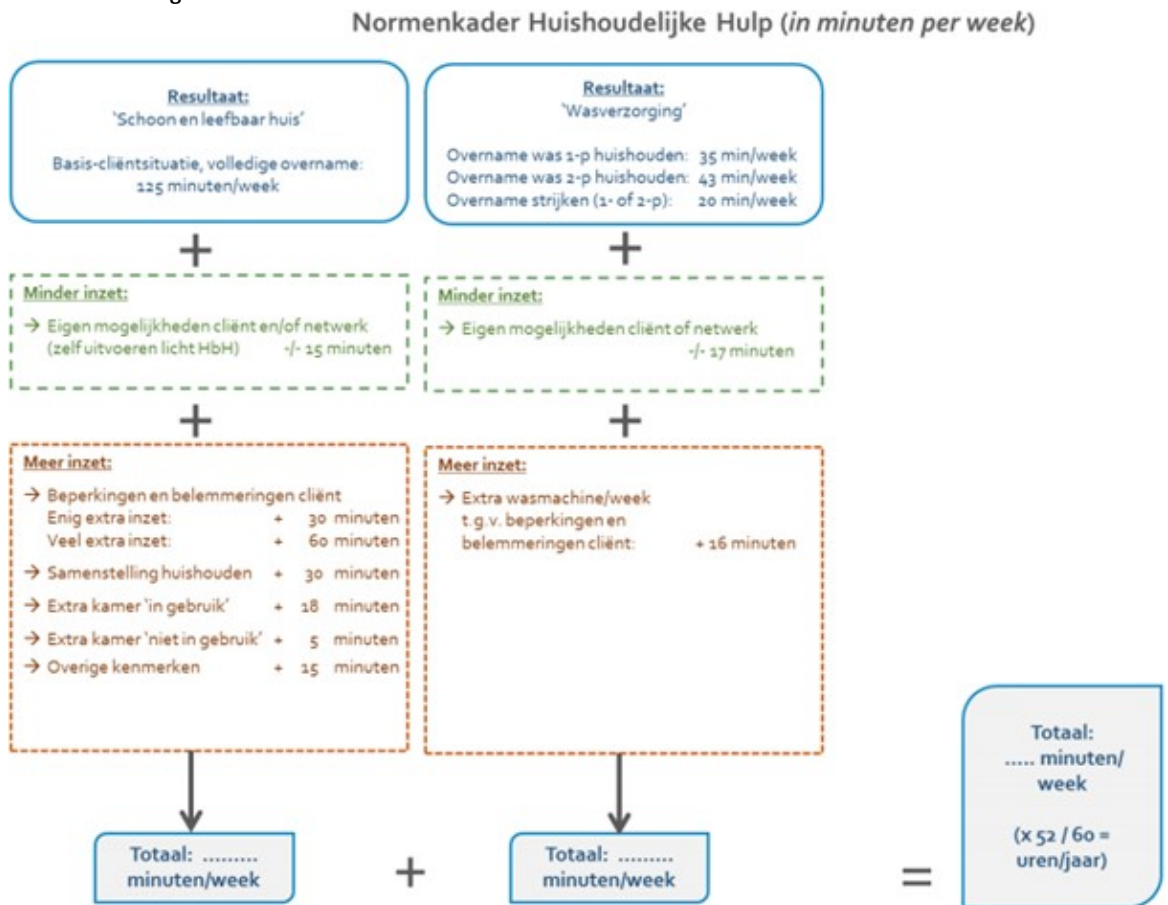 Normenkader Huishoudelijke Hulp (in minuten per week)
Resultaat:
'Schoon en leefbaar huis'
Basis-cliëntsituatie, volledige overname:
125 minuten/week
+
Minder inzet:
→ Eigen mogelijkheden cliënt en/of netwerk
(zelf uitvoeren licht HbH) -/- 15 minuten
+
Meer inzet:
→ Beperkingen en belemmeringen cliënt
Enig extra inzet: + 30 minuten
Veel extra inzet: + 60 minuten
→ Samenstelling huishouden + 30 minuten
→ Extra kamer 'in gebruik' + 18 minuten
→ Extra kamer 'niet in gebruik' + 5 minuten
→ Overige kenmerken + 15 minuten
Totaal: .........
minuten/week
+
Resultaat:
'Wasverzorging'
Overname was 1-p huishouden: 35 min/week
Overname was 2-p huishouden: 43 min/week
Overname strijken (1- of 2-p): 20 min/week
+
Minder inzet:
→ Eigen mogelijkheden cliënt of netwerk
-/- 17 minuten
+
Meer inzet:
→ Extra wasmachine/week
t.g.v. beperkingen en
belemmeringen cliënt: + 16 minuten
Totaal: .........
minuten/week
=
Totaal:
..... minuten/
week
(x 52 / 60 =
uren/jaar)